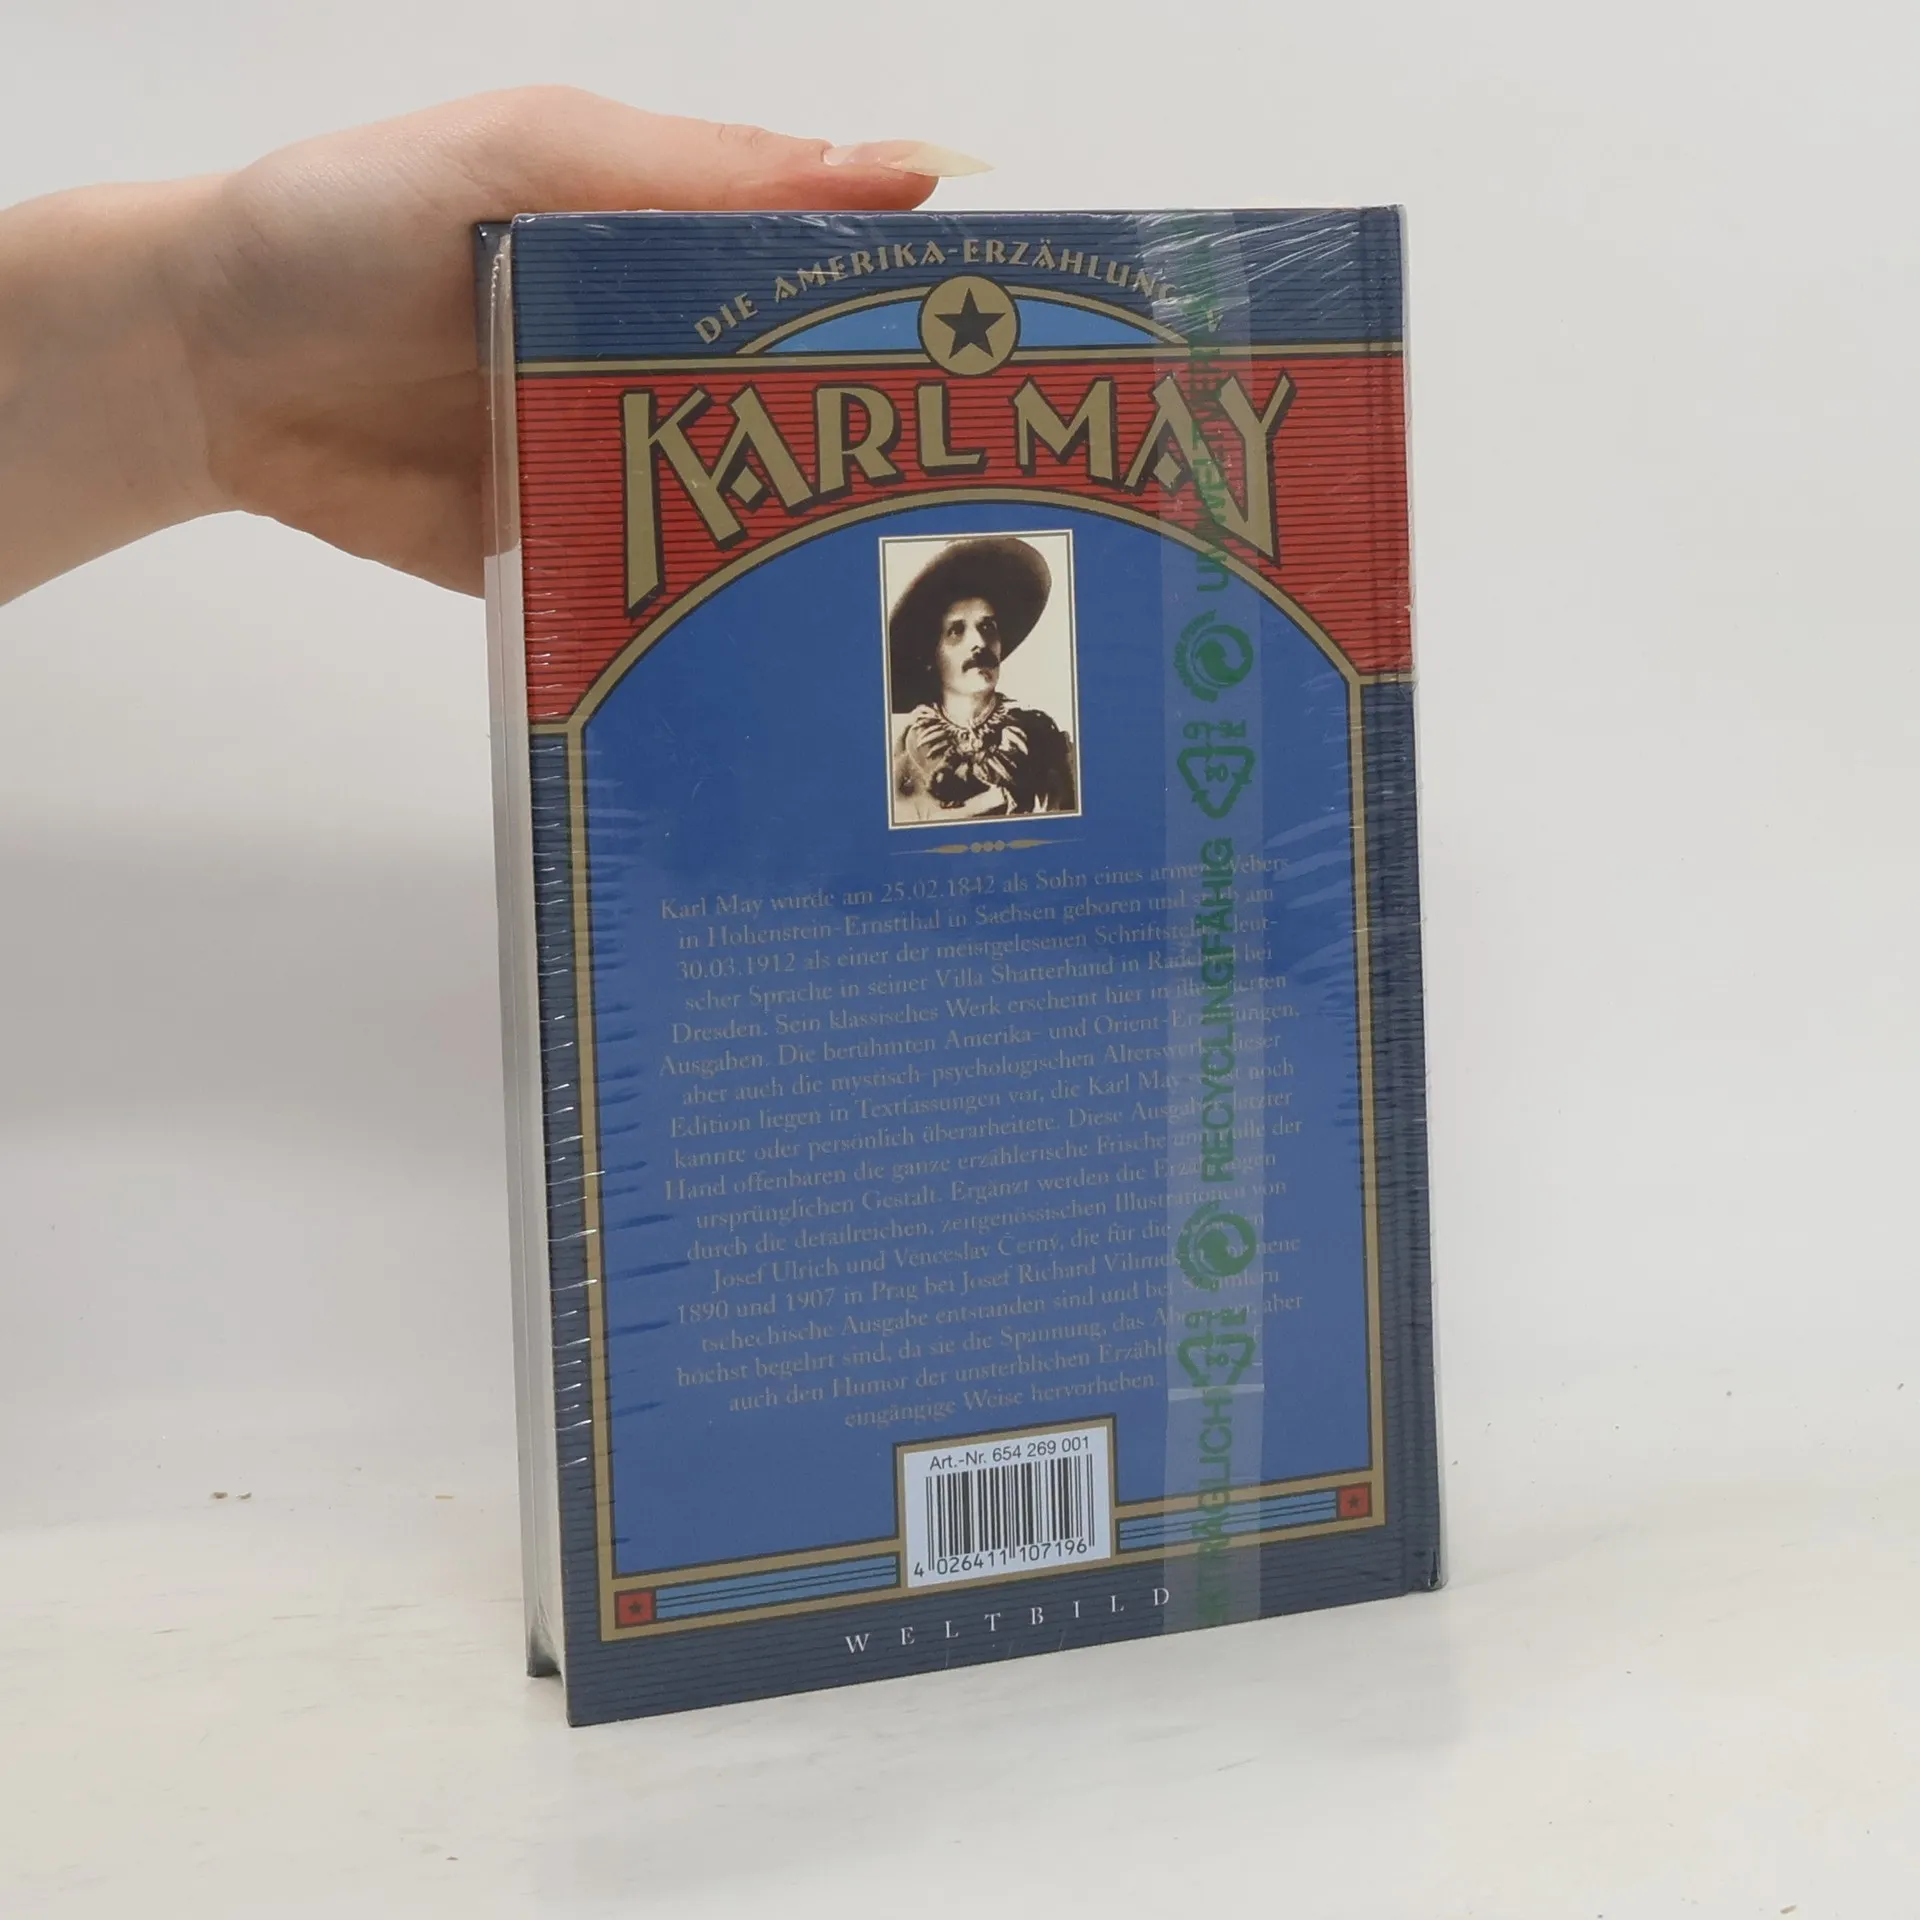 DIE AMERIKA-ERZÄHLUNG
KARL MAY
Karl May wurde am 25.02.1842 als Sohn eines armen Webers
in Hohenstein-Ernstthal in Sachsen geboren und starb am
30.03.1912 als einer der meistgelesenen Schriftsteller deut-
scher Sprache in seiner Villa Shatterhand in Radebeul bei
Dresden. Sein klassisches Werk erscheint hier in illustrierten
Ausgaben. Die berühmten Amerika- und Orient-Erzählungen,
aber auch die mystisch-psychologischen Alterswerke dieser
Edition liegen in Textfassungen vor, die Karl May noch
kannte oder persönlich überarbeitete. Diese Ausgaben letzter
Hand offenbaren die ganze erzählerische Frische und Fülle der
ursprünglichen Gestalt. Ergänzt werden die Erzählungen
durch die detailreichen, zeitgenössischen Illustrationen von
Josef Ulrich und Venceslav Černý, die für die
1890 und 1907 in Prag bei Josef Richard Vilimek
tschechische Ausgabe entstanden sind und bei Sammlern
höchst begehrt sind, da sie die Spannung, das Abenteuer, aber
auch den Humor der unsterblichen Erzählungen
eingängige Weise hervorheben.
Art.-Nr. 654 269 001
4 026411 107196
WELTBILD
UMWELTVER
RECYCLINGFÄHIG
RÄGLICH